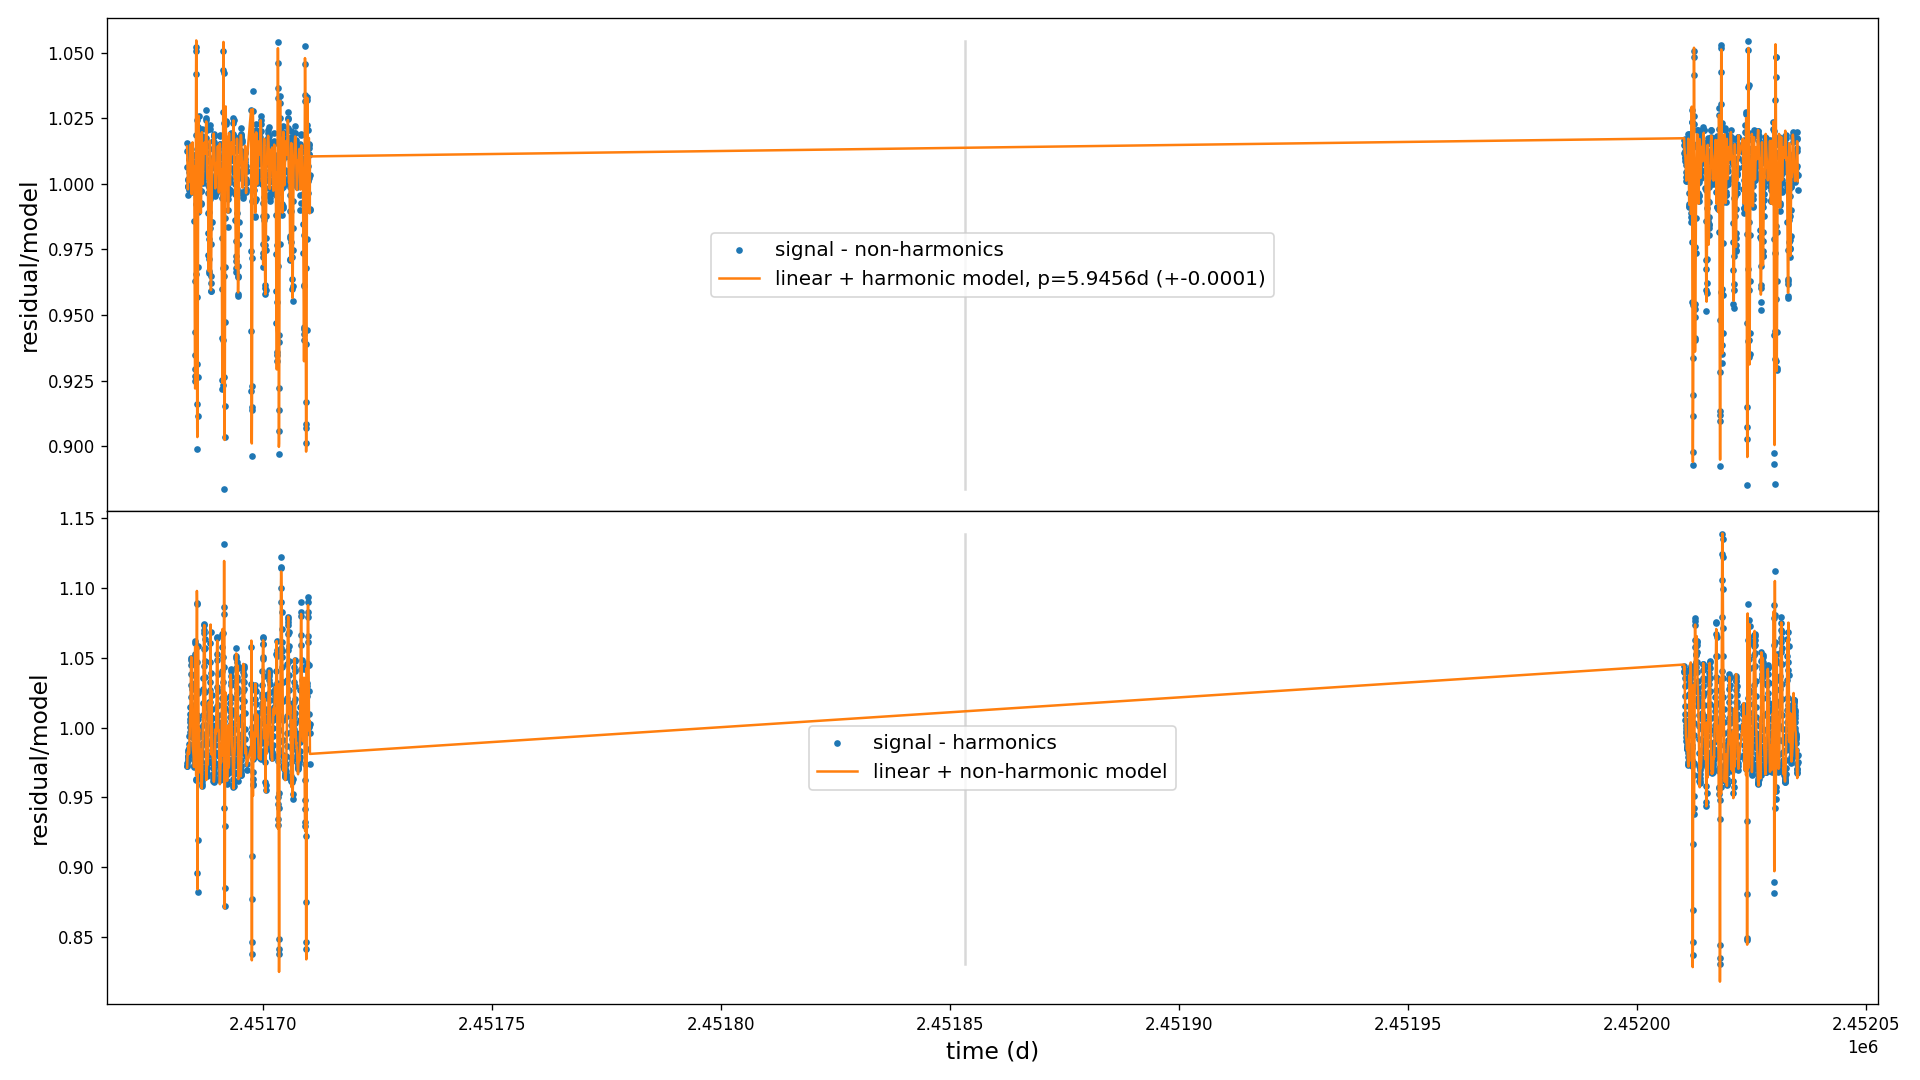 1.050
1.025
1.000
0.975
0.950
0.925
0.900
residual/model
signal - non-harmonics
linear + harmonic model, p=5.9456d (+-0.0001)
1.15
1.10
1.05
1.00
0.95
0.90
0.85
residual/model
signal - harmonics
linear + non-harmonic model
2.45170 2.45175 2.45180 2.45185 2.45190 2.45195 2.45200 2.45205
time (d)
1e6